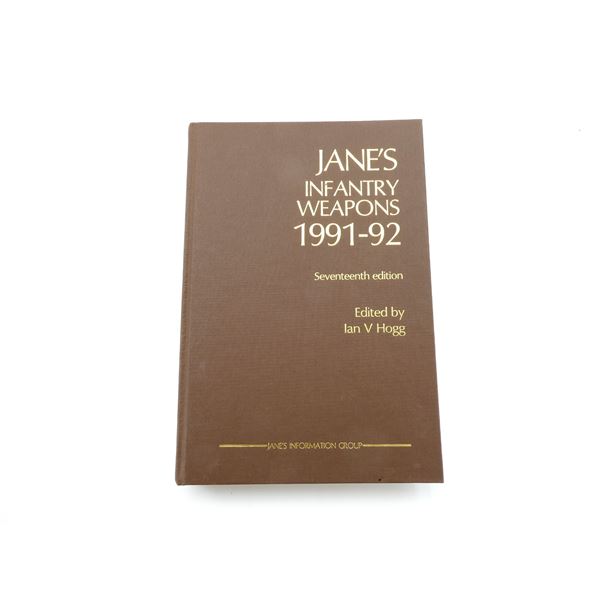 JANE'S
INFANTRY
WEAPONS
1991-92
Seventeenth edition
Edited by
Ian V Hogg
JANE'S INFORMATION GROUP